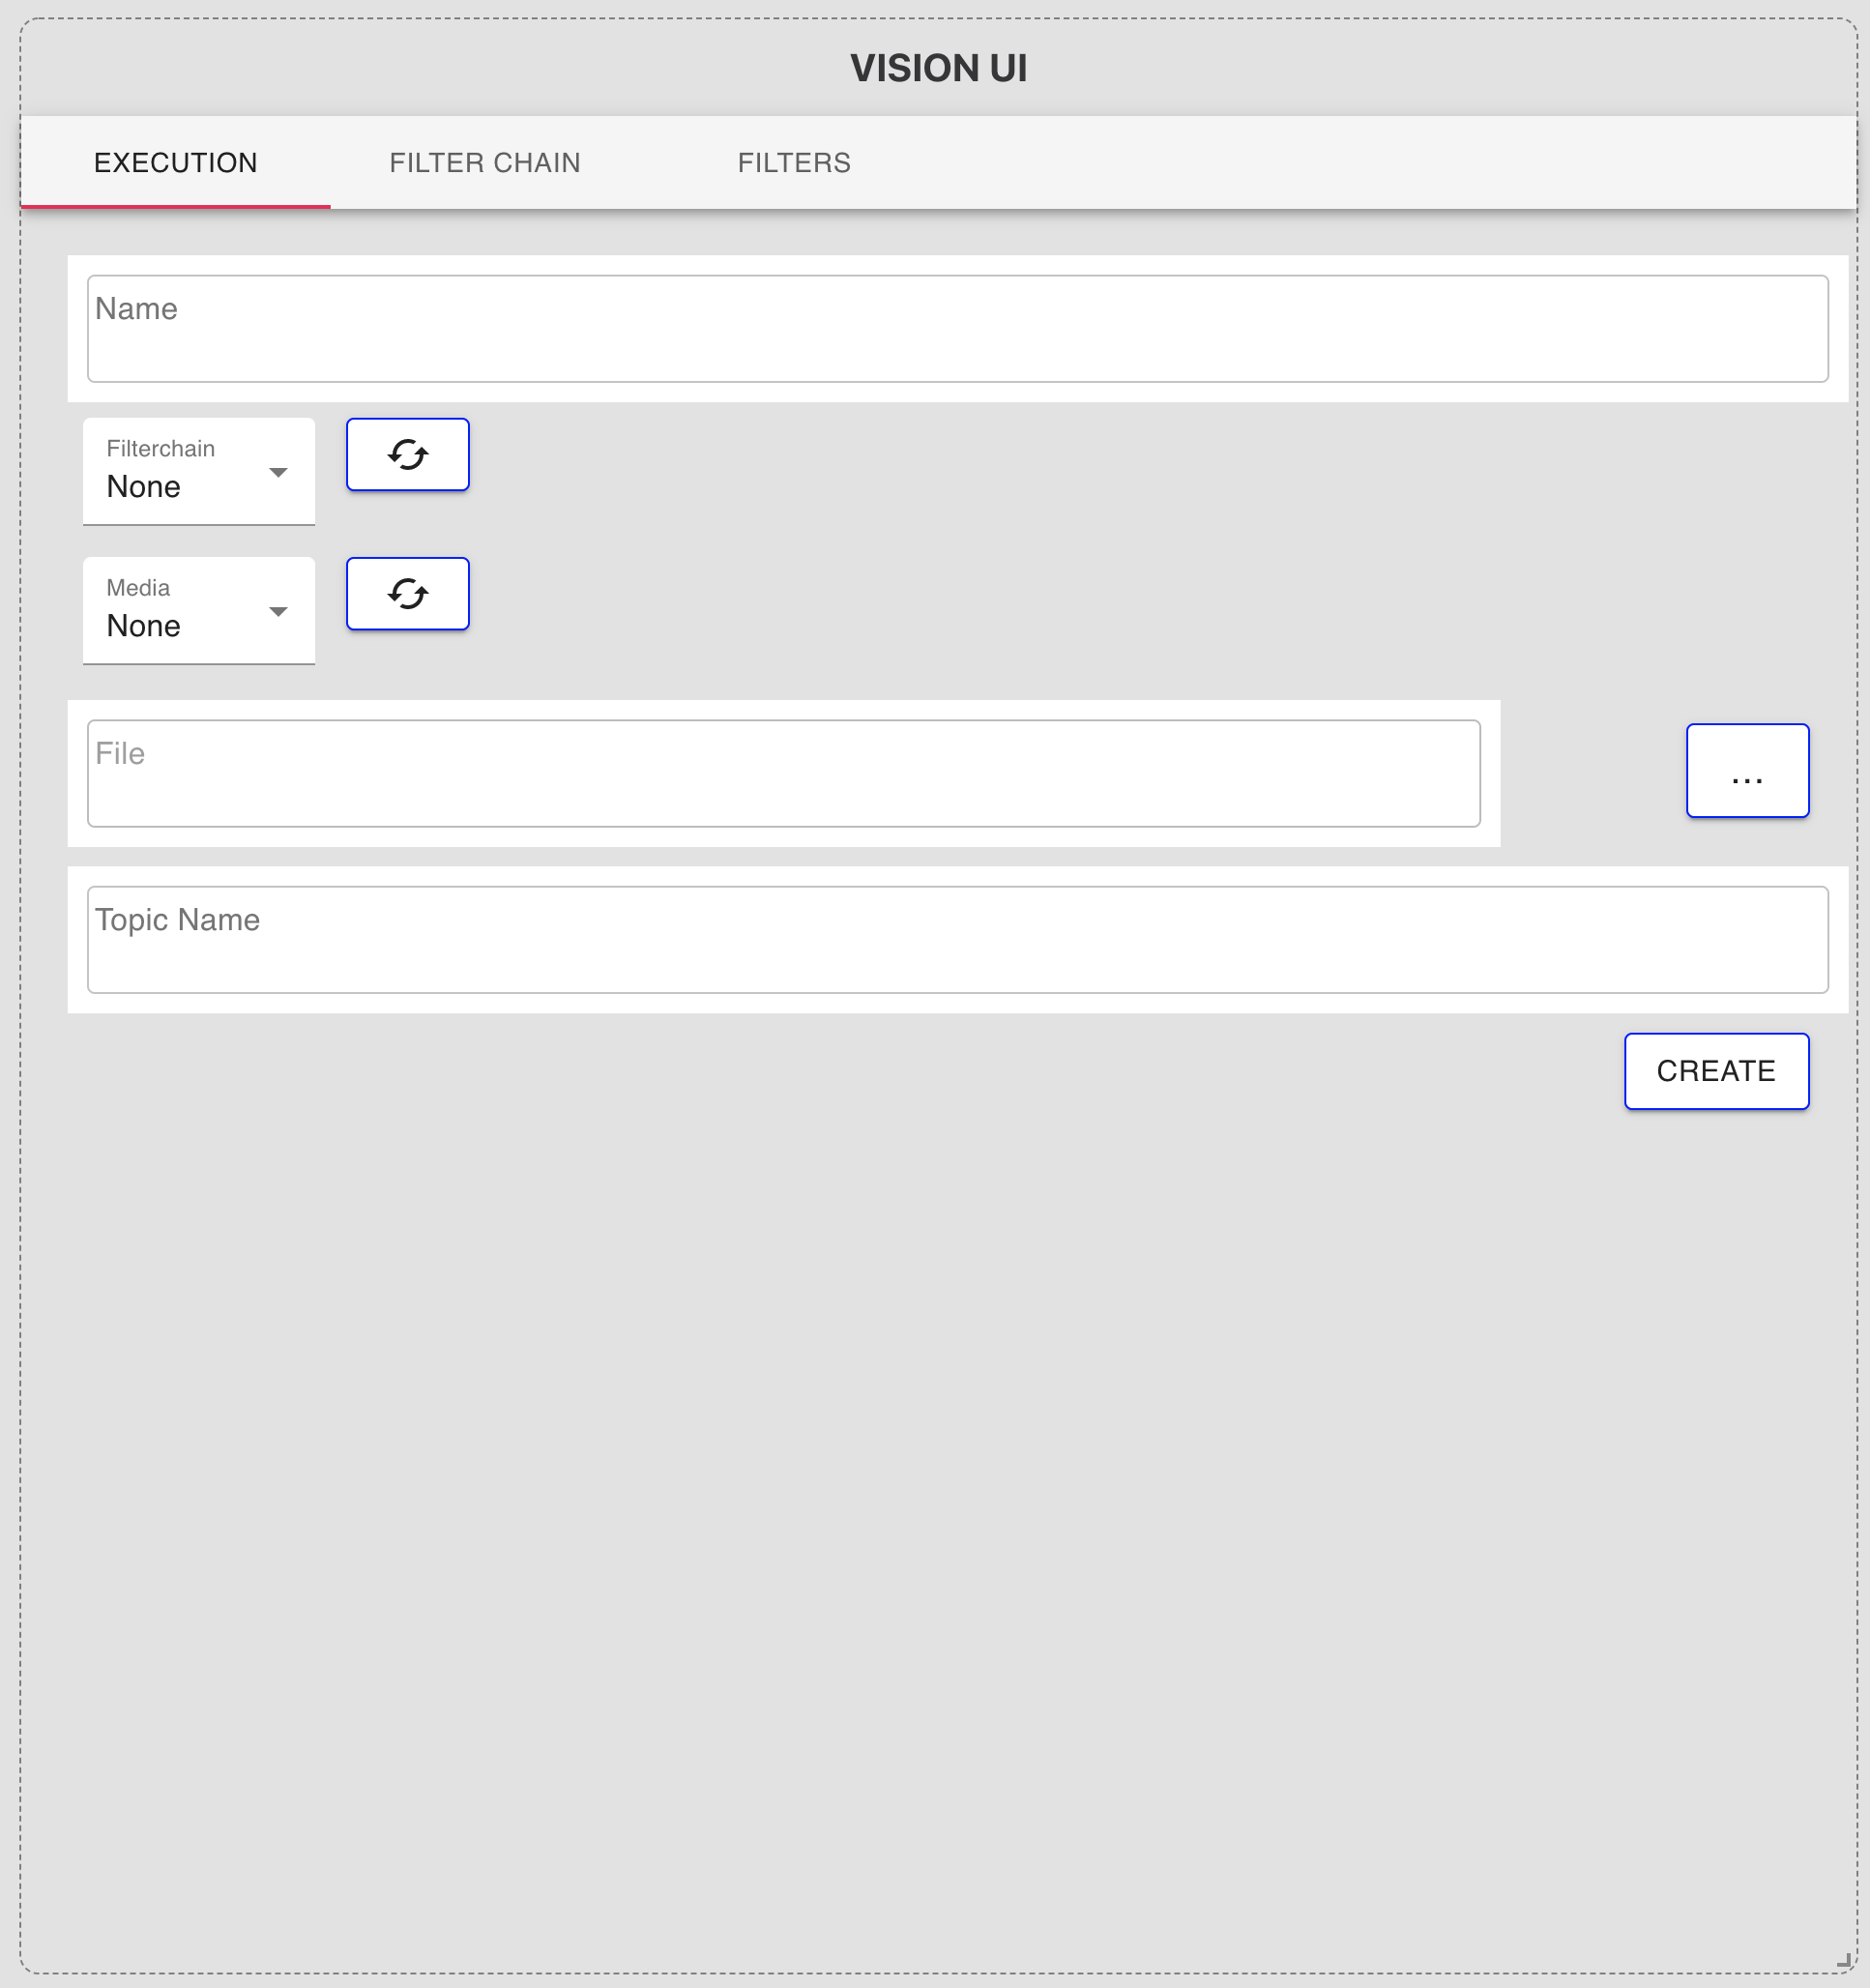 VISION UI
EXECUTION FILTER CHAIN FILTERS
Name
Filterchain
None
Media
None
File
...
Topic Name
CREATE